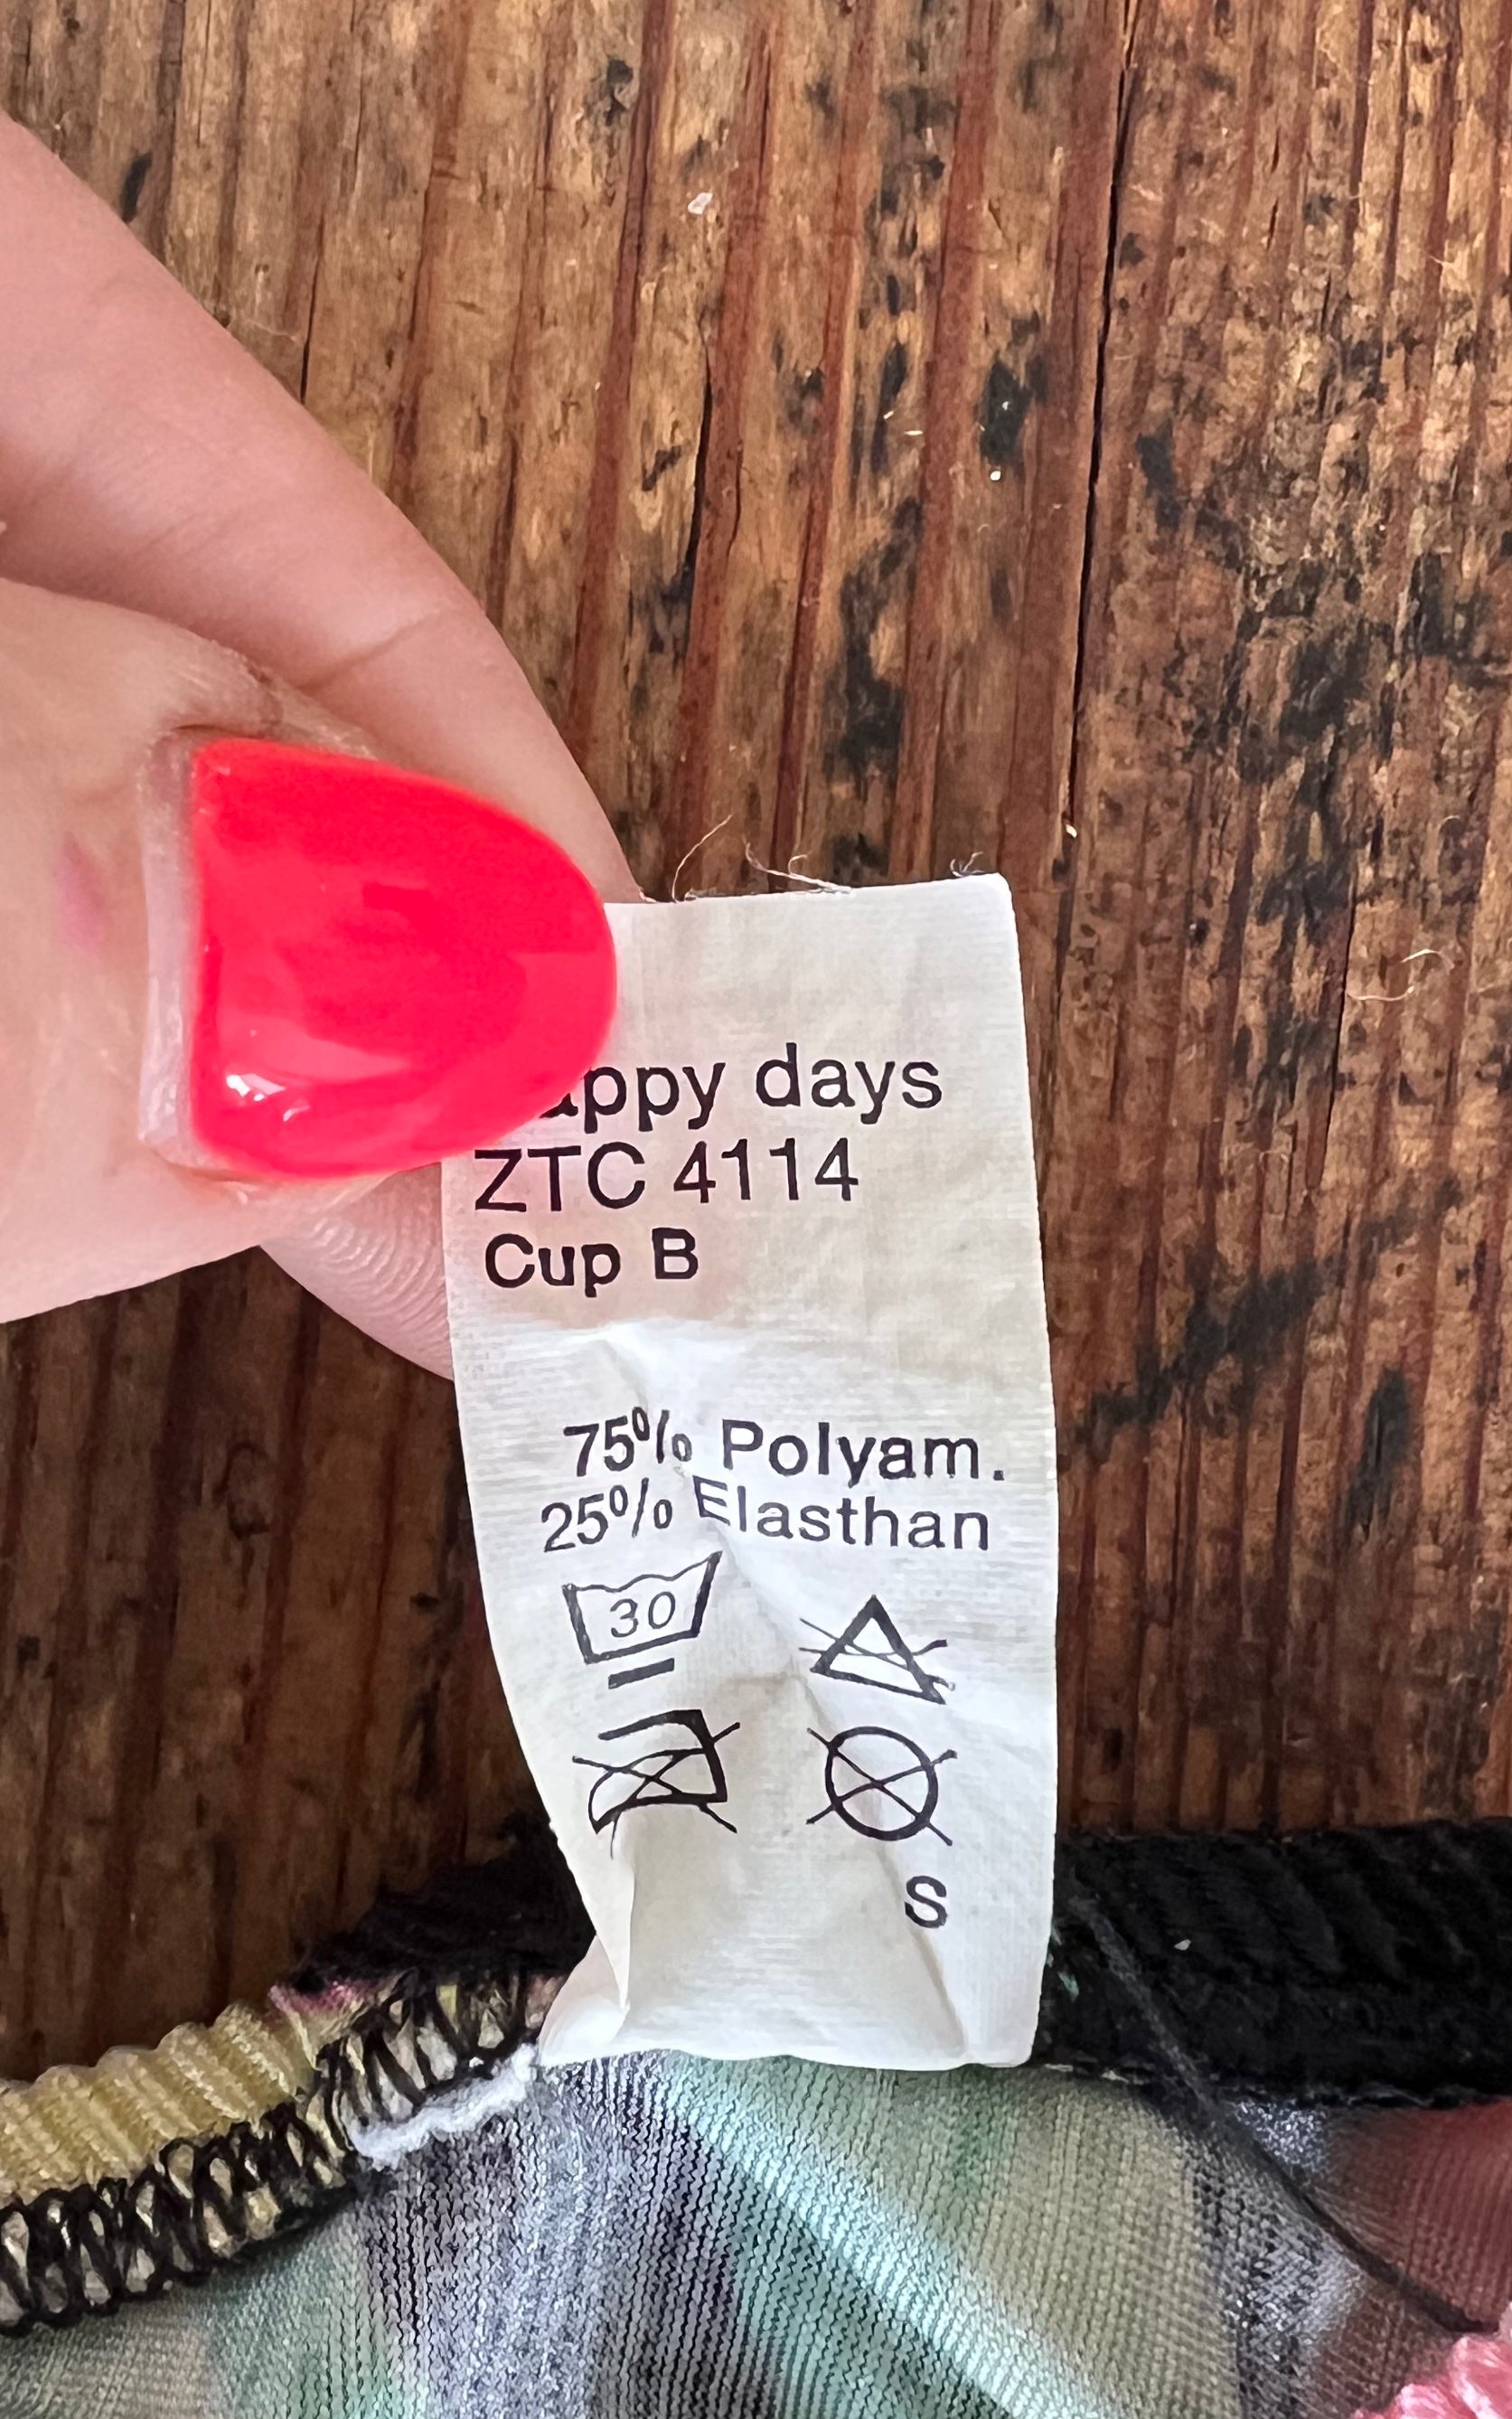 appy days
ZTC 4114
Cup B
75% Polyam.
25% Elasthan
30
S